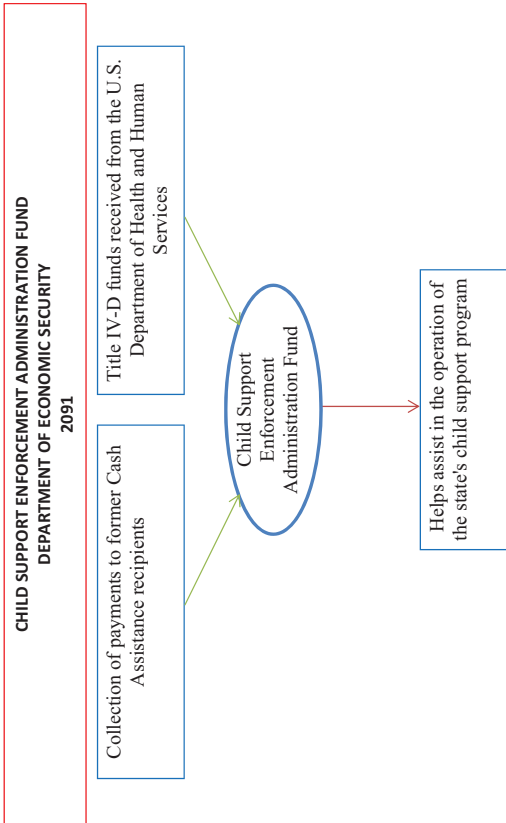 CHILD SUPPORT ENFORCEMENT ADMINISTRATION FUND
DEPARTMENT OF ECONOMIC SECURITY
2091
Collection of payments to former Cash
Assistance recipients
Title IV-D funds received from the U.S.
Department of Health and Human
Services
Child Support
Enforcement
Administration Fund
Helps assist in the operation of
the state's child support program